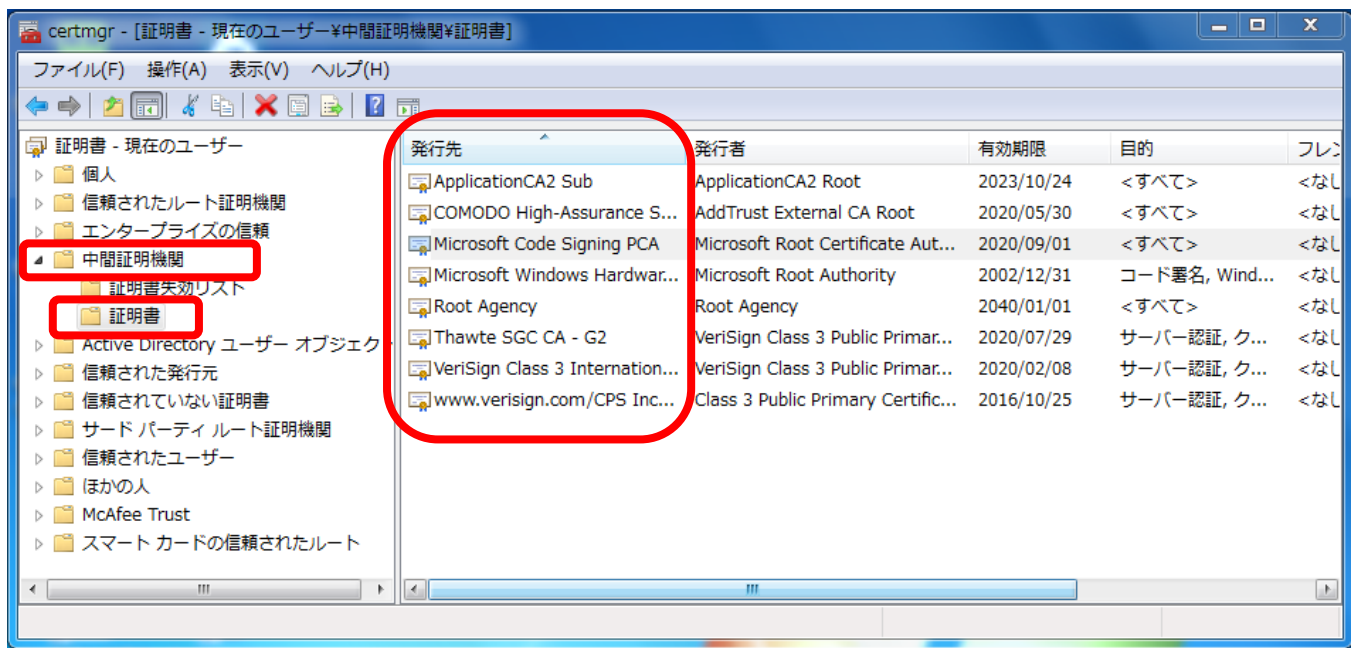 certmgr - [証明書 - 現在のユーザー¥中間証明機関¥証明書]
ファイル(F) 操作(A) 表示(V) ヘルプ(H)
証明書 - 現在のユーザー
個人
信頼されたルート証明機関
エンタープライズの信頼
中間証明機関
証明書失効リスト
証明書
Active Directory ユーザー オブジェクト
信頼された発行元
信頼されていない証明書
サード パーティ ルート証明機関
信頼されたユーザー
ほかの人
McAfee Trust
スマート カードの信頼されたルート
発行先 発行者 有効期限 目的 フレン
ApplicationCA2 Sub ApplicationCA2 Root 2023/10/24 <すべて> <なし
COMODO High-Assurance S... AddTrust External CA Root 2020/05/30 <すべて> <なし
Microsoft Code Signing PCA Microsoft Root Certificate Aut... 2020/09/01 <すべて> <なし
Microsoft Windows Hardwar... Microsoft Root Authority 2002/12/31 コード署名, Wind... <なし
Root Agency Root Agency 2040/01/01 <すべて> <なし
Thawte SGC CA - G2 VeriSign Class 3 Public Primar... 2020/07/29 サーバー認証, ク... <なし
VeriSign Class 3 Internation... VeriSign Class 3 Public Primar... 2020/02/08 サーバー認証, ク... <なし
www.verisign.com/CPS Inc... Class 3 Public Primary Certific... 2016/10/25 サーバー認証, ク... <なし